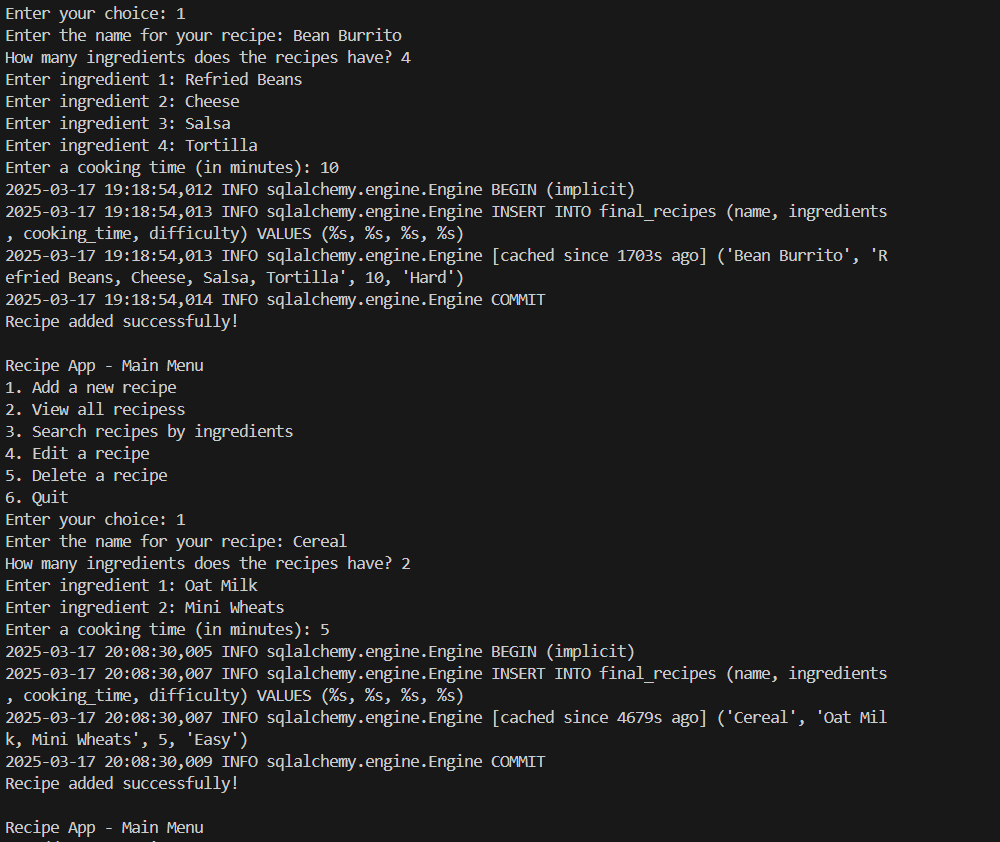 Enter your choice: 1
Enter the name for your recipe: Bean Burrito
How many ingredients does the recipes have? 4
Enter ingredient 1: Refried Beans
Enter ingredient 2: Cheese
Enter ingredient 3: Salsa
Enter ingredient 4: Tortilla
Enter a cooking time (in minutes): 10
2025-03-17 19:18:54,012 INFO sqlalchemy.engine.Engine BEGIN (implicit)
2025-03-17 19:18:54,013 INFO sqlalchemy.engine.Engine INSERT INTO final_recipes (name, ingredients
, cooking_time, difficulty) VALUES (%s, %s, %s, %s)
2025-03-17 19:18:54,013 INFO sqlalchemy.engine.Engine [cached since 1703s ago] ('Bean Burrito', 'R
efried Beans, Cheese, Salsa, Tortilla', 10, 'Hard')
2025-03-17 19:18:54,014 INFO sqlalchemy.engine.Engine COMMIT
Recipe added successfully!

Recipe App - Main Menu
1. Add a new recipe
2. View all recipess
3. Search recipes by ingredients
4. Edit a recipe
5. Delete a recipe
6. Quit
Enter your choice: 1
Enter the name for your recipe: Cereal
How many ingredients does the recipes have? 2
Enter ingredient 1: Oat Milk
Enter ingredient 2: Mini Wheats
Enter a cooking time (in minutes): 5
2025-03-17 20:08:30,005 INFO sqlalchemy.engine.Engine BEGIN (implicit)
2025-03-17 20:08:30,007 INFO sqlalchemy.engine.Engine INSERT INTO final_recipes (name, ingredients
, cooking_time, difficulty) VALUES (%s, %s, %s, %s)
2025-03-17 20:08:30,007 INFO sqlalchemy.engine.Engine [cached since 4679s ago] ('Cereal', 'Oat Mil
k, Mini Wheats', 5, 'Easy')
2025-03-17 20:08:30,009 INFO sqlalchemy.engine.Engine COMMIT
Recipe added successfully!

Recipe App - Main Menu